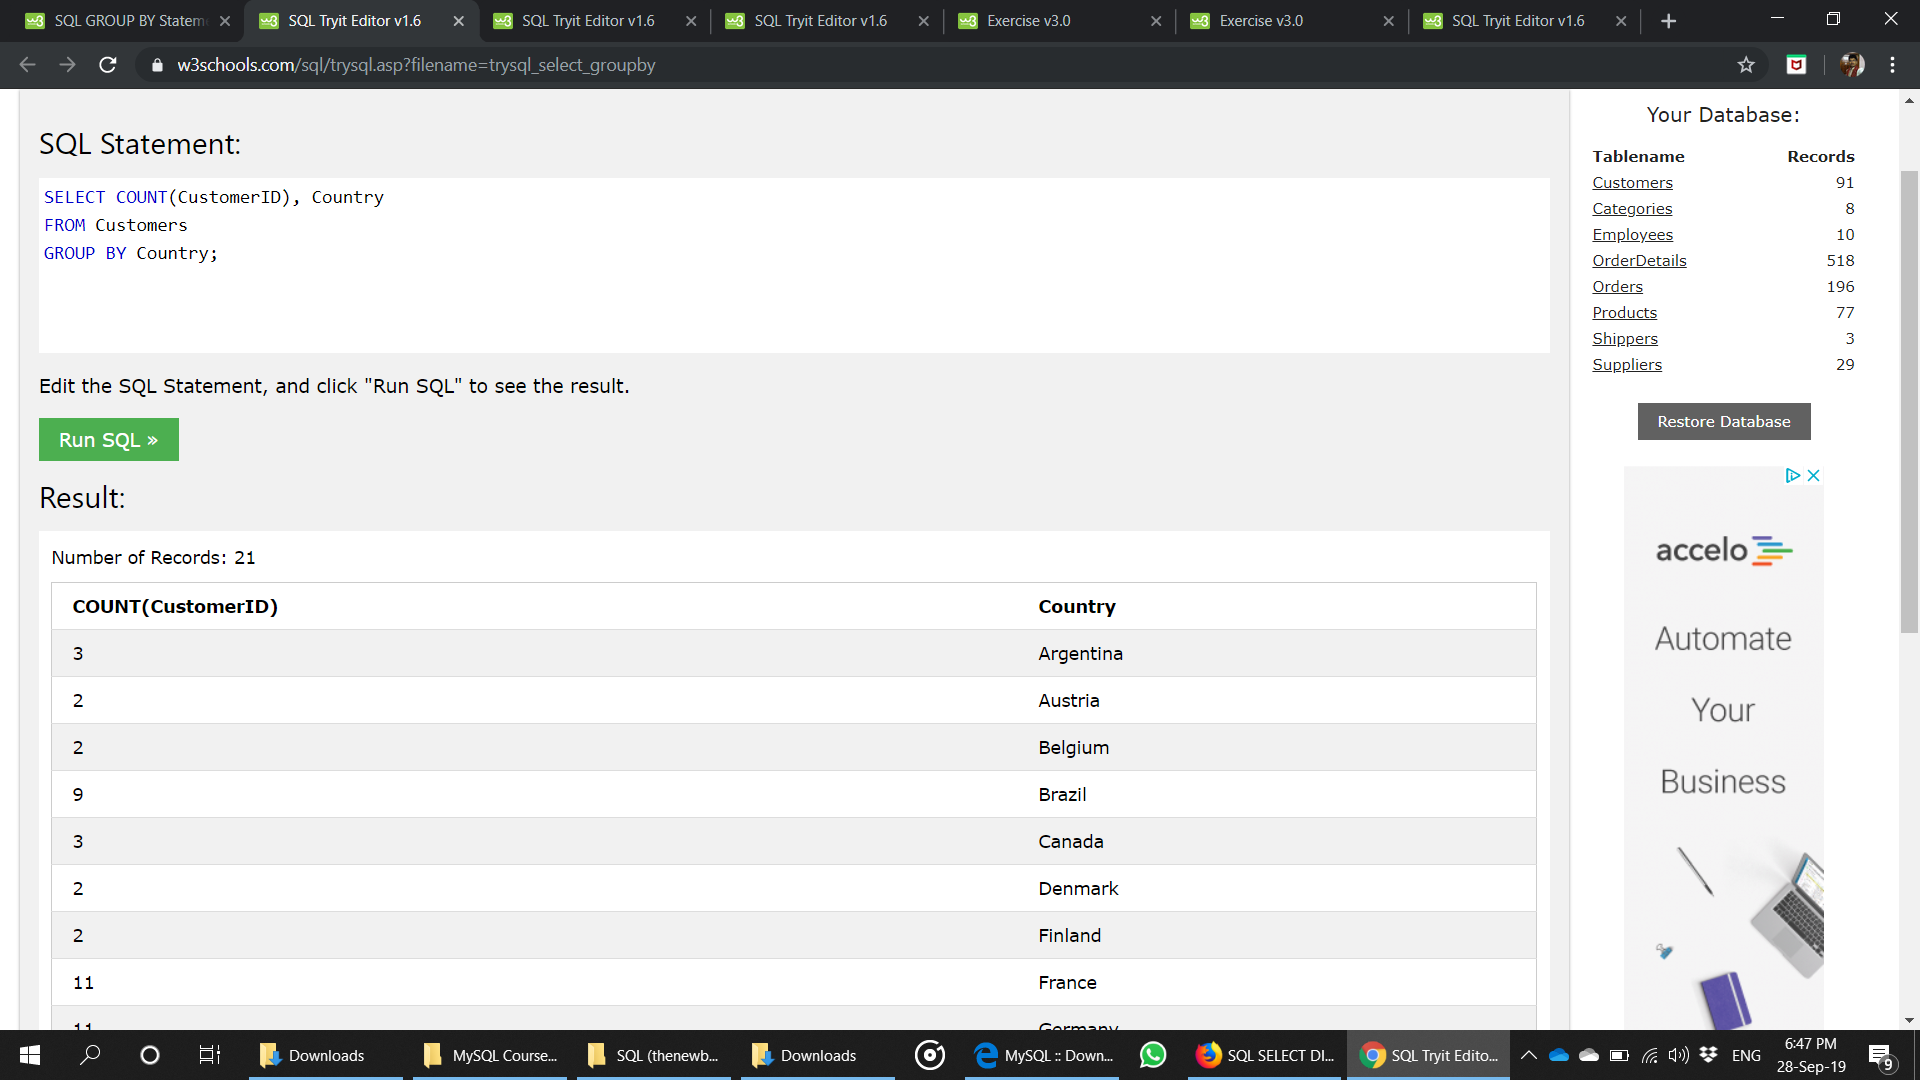 SQL GROUP BY Statem
SQL Tryit Editor v1.6
SQL Tryit Editor v1.6
SQL Tryit Editor v1.6
Exercise v3.0
Exercise v3.0
SQL Tryit Editor v1.6
w3schools.com/sql/trysql.asp?filename=trysql_select_groupby
SQL Statement:
SELECT COUNT(CustomerID), Country
FROM Customers
GROUP BY Country;
Edit the SQL Statement, and click "Run SQL" to see the result.
Run SQL »
Result:
Number of Records: 21
COUNT(CustomerID) Country
3 Argentina
2 Austria
2 Belgium
9 Brazil
3 Canada
2 Denmark
2 Finland
11 France
11 Germany
Your Database:
Tablename Records
Customers 91
Categories 8
Employees 10
OrderDetails 518
Orders 196
Products 77
Shippers 3
Suppliers 29
Restore Database
accelo
Automate
Your
Business
Downloads
MySQL Course...
SQL (thenewb...
Downloads
MySQL :: Down...
SQL SELECT DI...
SQL Tryit Edito...
ENG
6:47 PM
28-Sep-19
9